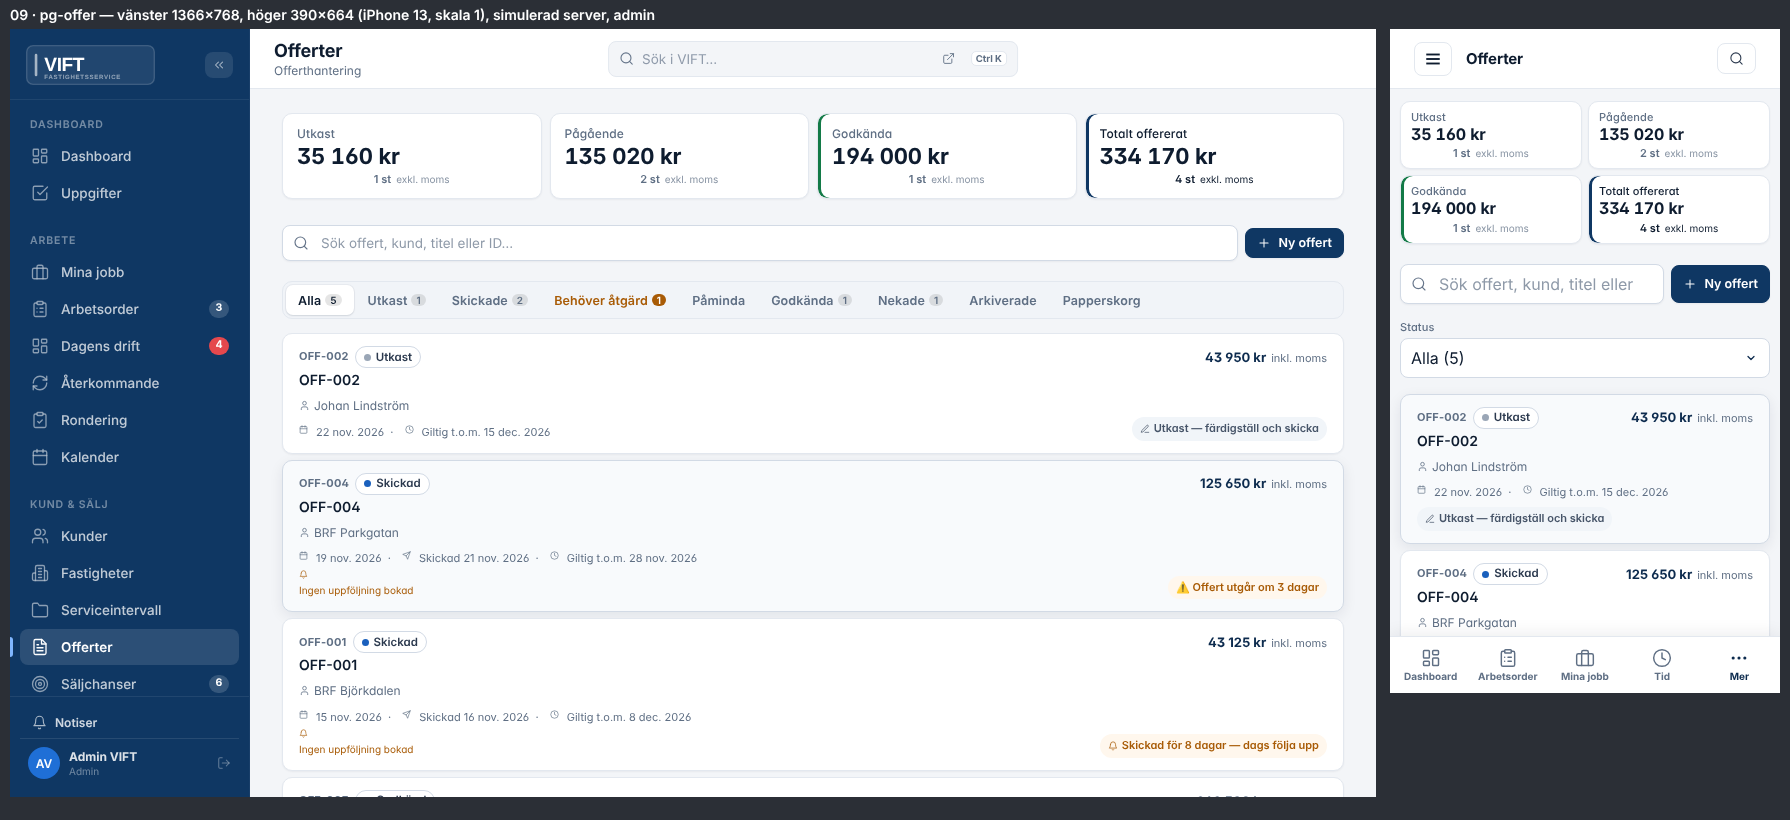 09 · pg-offer — vänster 1366×768, höger 390×664 (iPhone 13, skala 1), simulerad server, admin
VIFT
FASTIGHETSSERVICE
DASHBOARD
Dashboard
Uppgifter
ARBETE
Mina jobb
Arbetsorder 3
Dagens drift 4
Återkommande
Rondering
Kalender
KUND & SÄLJ
Kunder
Fastigheter
Serviceintervall
Offerter
Säljchanser 6
Notiser
AV
Admin VIFT
Admin
Offerter
Offerthantering
Sök i VIFT...
Ctrl K
Utkast
35 160 kr
1 st exkl. moms
Pågående
135 020 kr
2 st exkl. moms
Godkända
194 000 kr
1 st exkl. moms
Totalt offererat
334 170 kr
4 st exkl. moms
Sök offert, kund, titel eller ID...
+ Ny offert
Alla 5 Utkast 1 Skickade 2 Behöver åtgärd 1 Påminda Godkända 1 Nekade 1 Arkiverade Papperskorg
OFF-002 Utkast 43 950 kr inkl. moms
OFF-002
Johan Lindström
22 nov. 2026 · Giltig t.o.m. 15 dec. 2026
Utkast — färdigställ och skicka
OFF-004 Skickad 125 650 kr inkl. moms
OFF-004
BRF Parkgatan
19 nov. 2026 · Skickad 21 nov. 2026 · Giltig t.o.m. 28 nov. 2026
Ingen uppföljning bokad
⚠️ Offert utgår om 3 dagar
OFF-001 Skickad 43 125 kr inkl. moms
OFF-001
BRF Björkdalen
15 nov. 2026 · Skickad 16 nov. 2026 · Giltig t.o.m. 8 dec. 2026
Ingen uppföljning bokad
Skickad för 8 dagar — dags följa upp
Offerter
Utkast
35 160 kr
1 st exkl. moms
Pågående
135 020 kr
2 st exkl. moms
Godkända
194 000 kr
1 st exkl. moms
Totalt offererat
334 170 kr
4 st exkl. moms
Sök offert, kund, titel eller
+ Ny offert
Status
Alla (5)
OFF-002 Utkast 43 950 kr inkl. moms
OFF-002
Johan Lindström
22 nov. 2026 · Giltig t.o.m. 15 dec. 2026
Utkast — färdigställ och skicka
OFF-004 Skickad 125 650 kr inkl. moms
OFF-004
BRF Parkgatan
Dashboard Arbetsorder Mina jobb Tid Mer